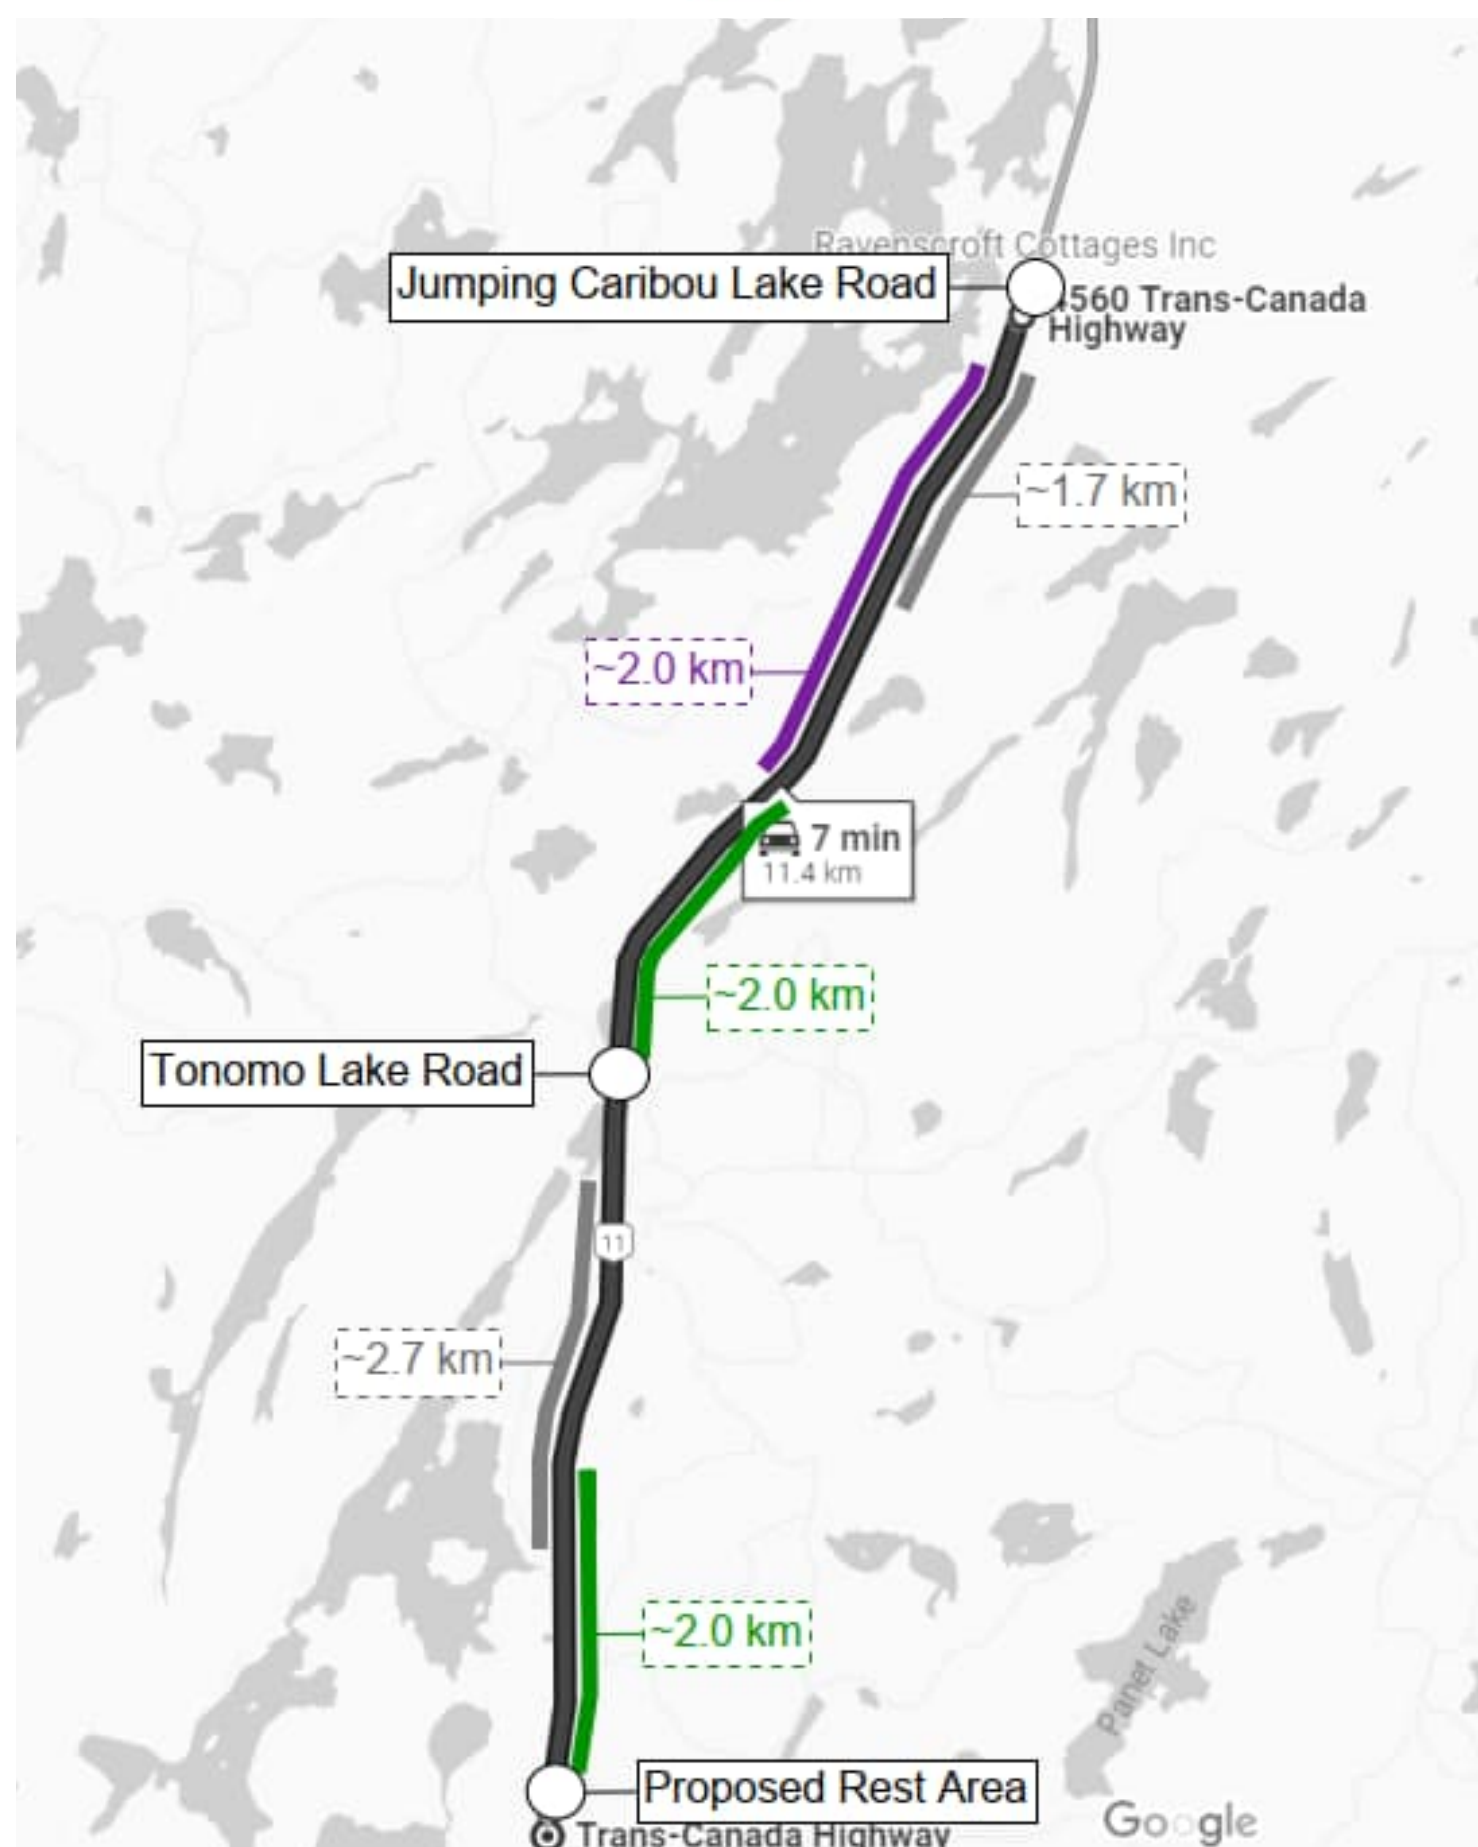 Ravenscroft Cottages Inc
Jumping Caribou Lake Road
4560 Trans-Canada
Highway
~1.7 km
~2.0 km
7 min
11.4 km
~2.0 km
Tonomo Lake Road
11
~2.7 km
~2.0 km
Panet Lake
Proposed Rest Area
Google
Trans-Canada Highway